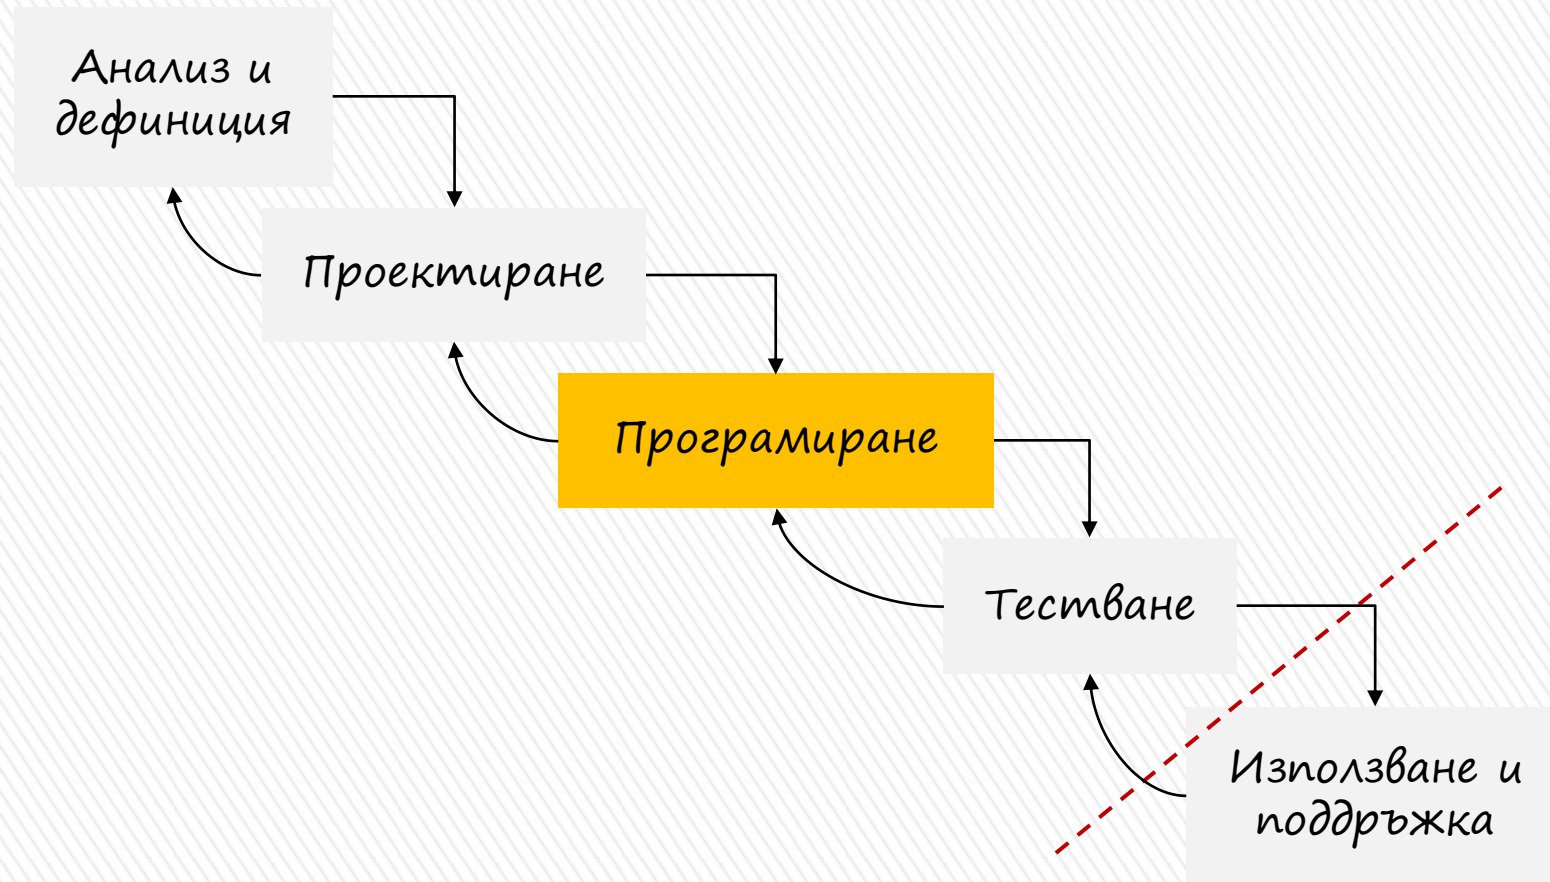 Анализ и
дефиниция
Проектиране
Програмиране
Тестване
Използване и
поддръжка